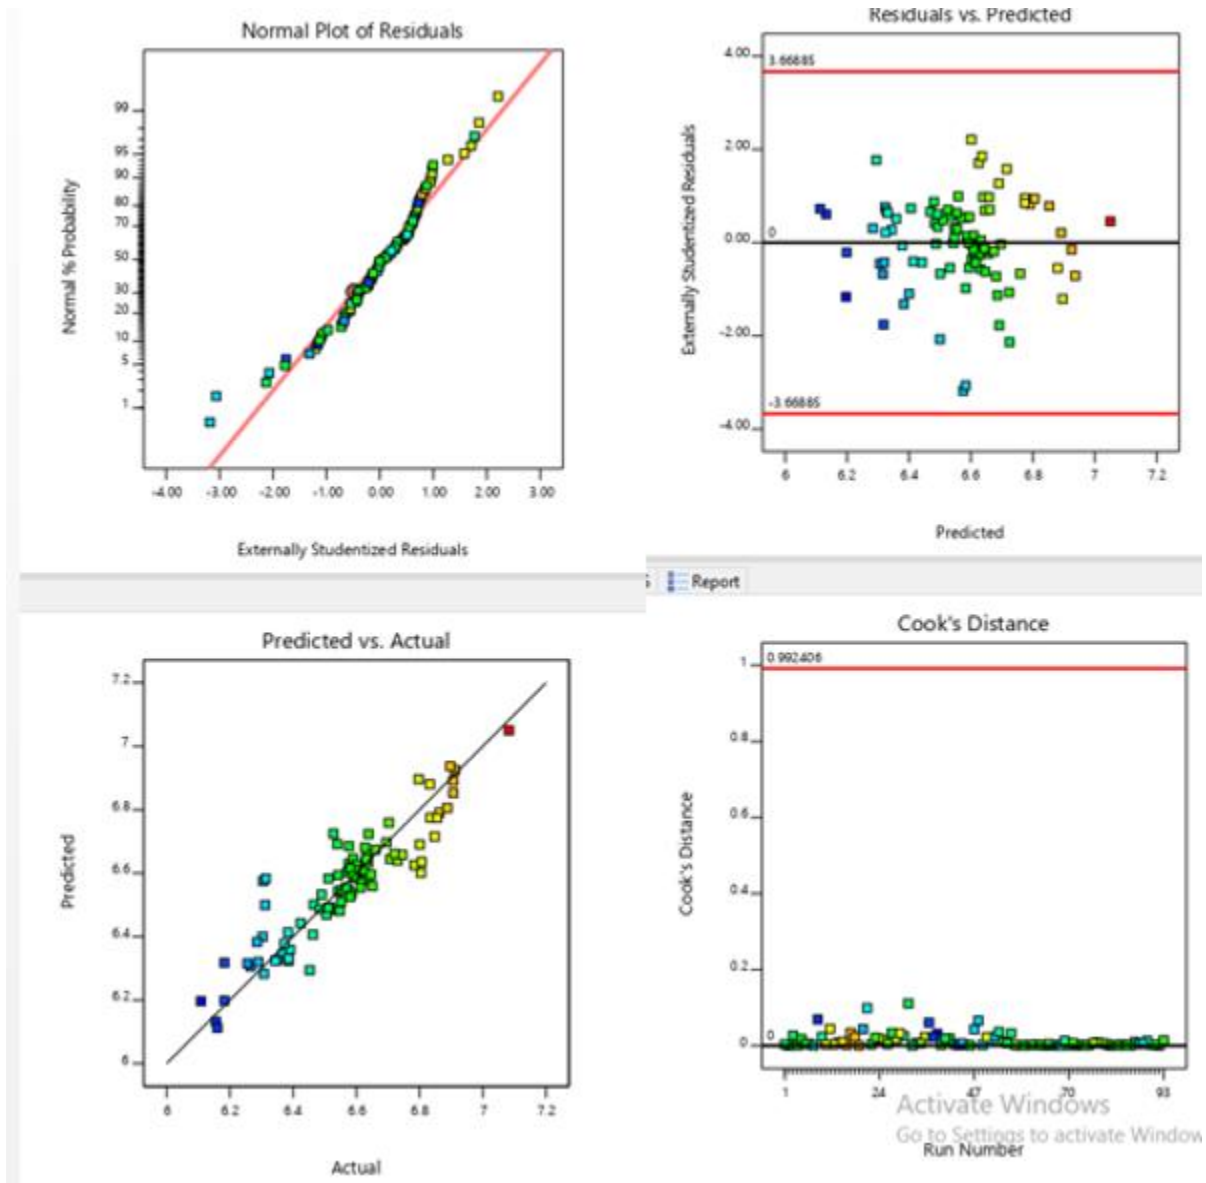 Normal Plot of Residuals
99
95
90
80
70
50
30
20
10
5
1
Normal % Probability
-4.00 -3.00 -2.00 -1.00 0.00 1.00 2.00 3.00
Externally Studentized Residuals
Residuals vs. Predicted
4.00
3.66885
2.00
0.00
0
-2.00
-3.66885
-4.00
Externally Studentized Residuals
6 6.2 6.4 6.6 6.8 7 7.2
Predicted
Report
Predicted vs. Actual
7.2
7
6.8
6.6
6.4
6.2
6
Predicted
6 6.2 6.4 6.6 6.8 7 7.2
Actual
Cook's Distance
1
0.992406
0.8
0.6
0.4
0.2
0
0
Cook's Distance
1 24 47 70 93
Activate Windows
Go to Settings to activate Window
Run Number